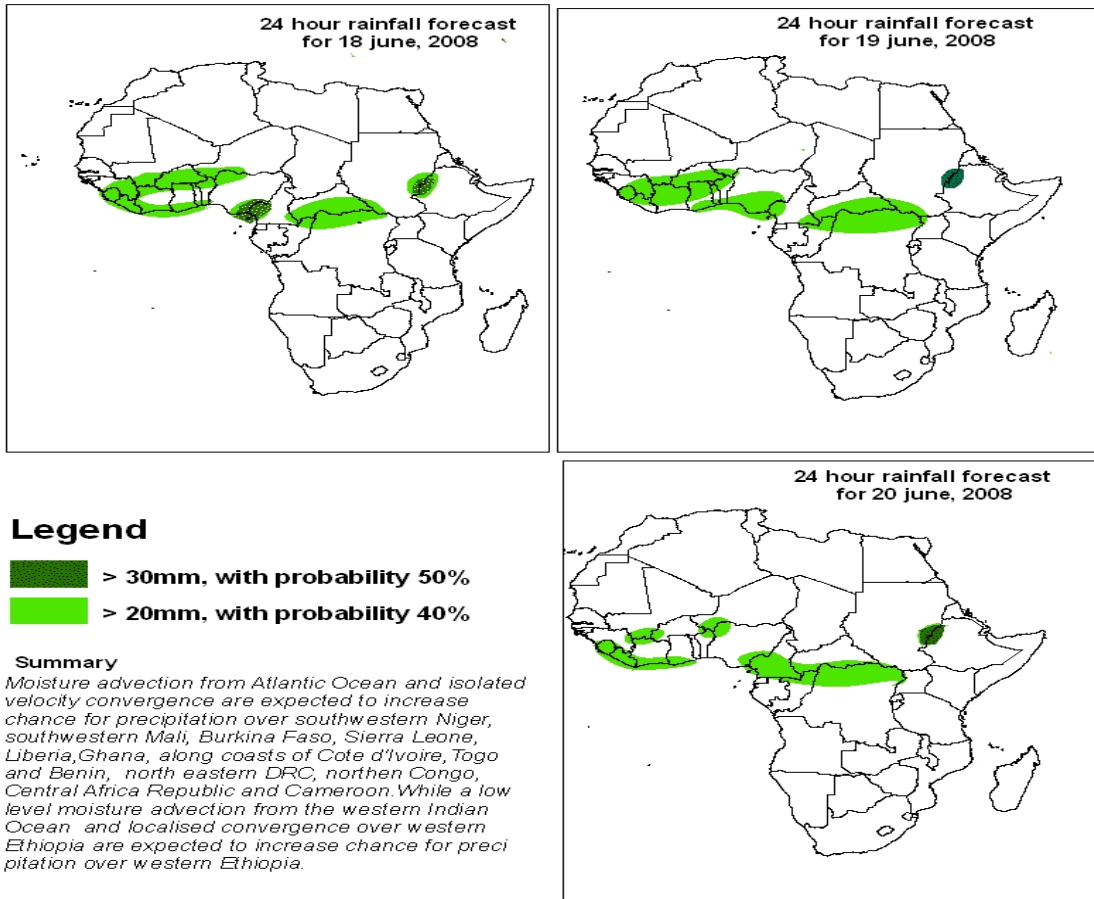 24 hour rainfall forecast
for 18 june, 2008
24 hour rainfall forecast
for 19 june, 2008
24 hour rainfall forecast
for 20 june, 2008
Legend
> 30mm, with probability 50%
> 20mm, with probability 40%
Summary
Moisture advection from Atlantic Ocean and isolated
velocity convergence are expected to increase
chance for precipitation over southwestern Niger,
southwestern Mali, Burkina Faso, Sierra Leone,
Liberia,Ghana, along coasts of Cote d'Ivoire,Togo
and Benin, north eastern DRC, northen Congo,
Central Africa Republic and Cameroon.While a low
level moisture advection from the western Indian
Ocean and localised convergence over western
Ethiopia are expected to increase chance for preci
pitation over western Ethiopia.